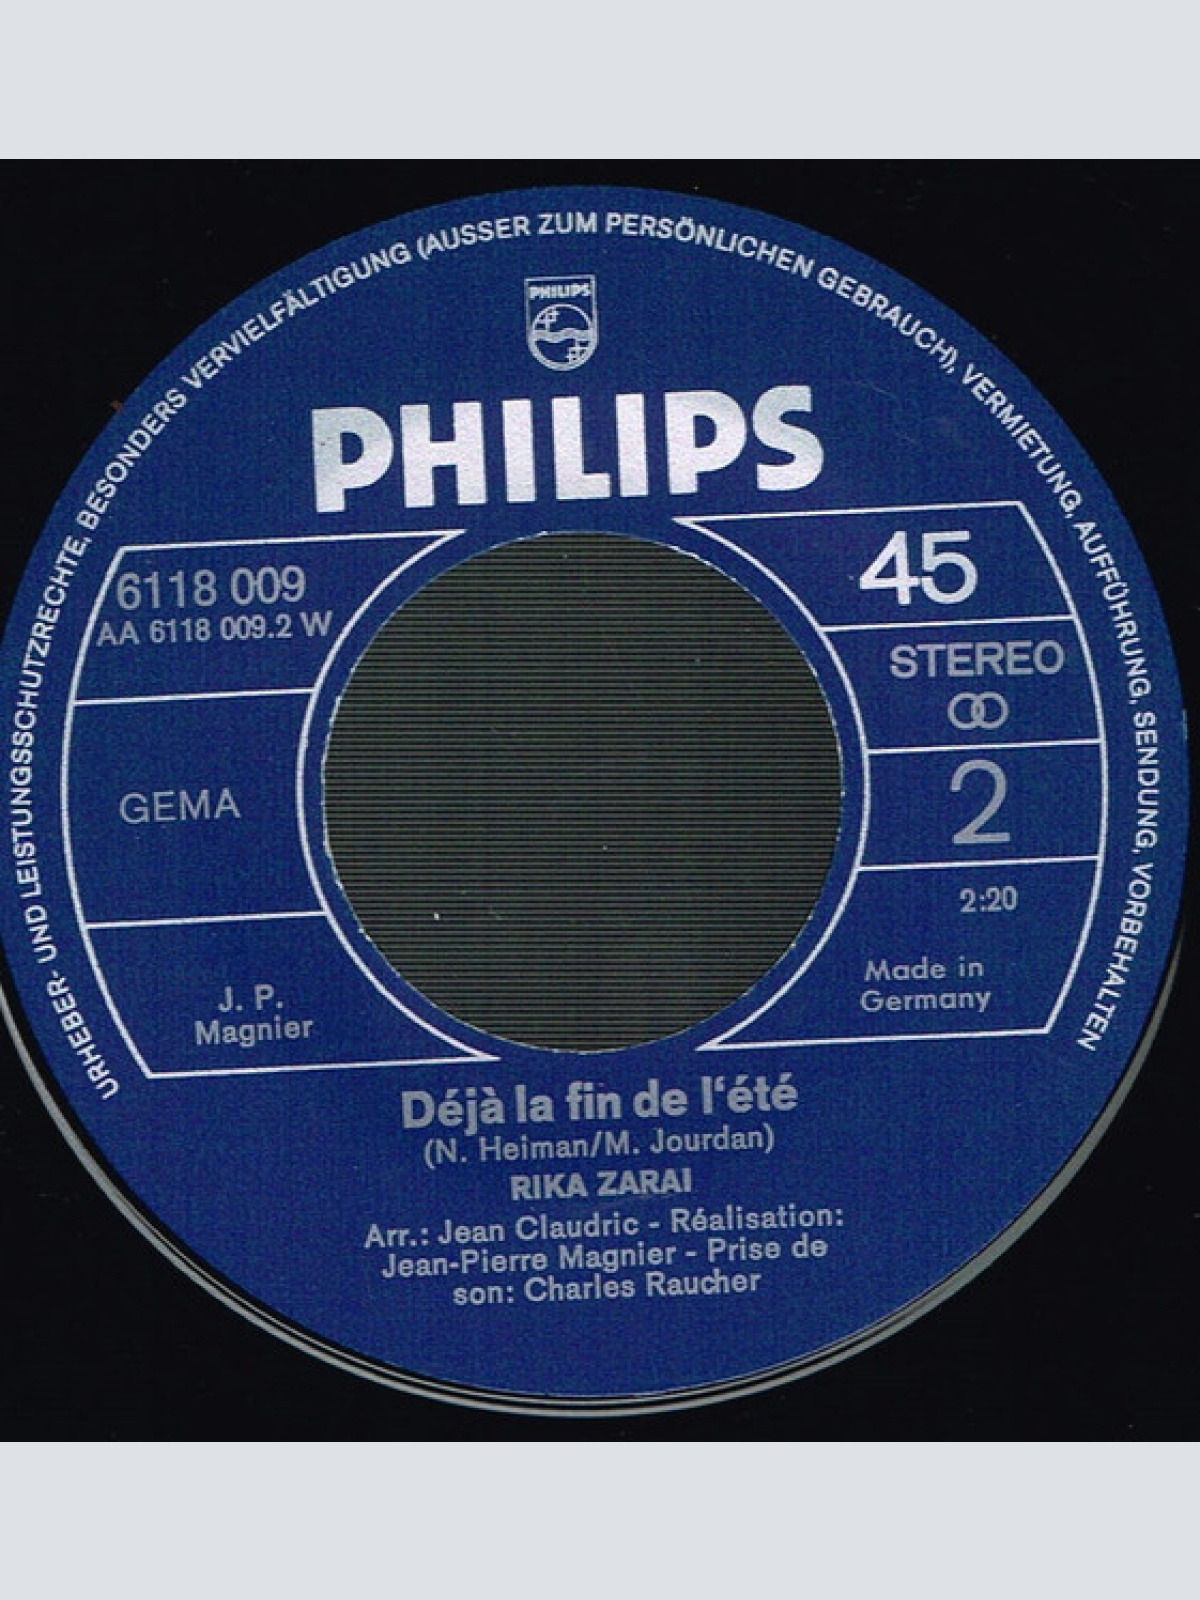 URHEBER- UND LEISTUNGSSCHUTZRECHTE, BESONDERS VERVIELFÄLTIGUNG (AUSSER ZUM PERSÖNLICHEN GEBRAUCH), VERMIETUNG, AUFFÜHRUNG, SENDUNG, VORBEHALTEN
PHILIPS
PHILIPS
6118 009
AA 6118 009.2 W
GEMA
J. P.
Magnier
45
STEREO
2
2:20
Made in
Germany
Déjà la fin de l'été
(N. Heiman/M. Jourdan)
RIKA ZARAI
Arr.: Jean Claudric - Réalisation:
Jean-Pierre Magnier - Prise de
son: Charles Raucher